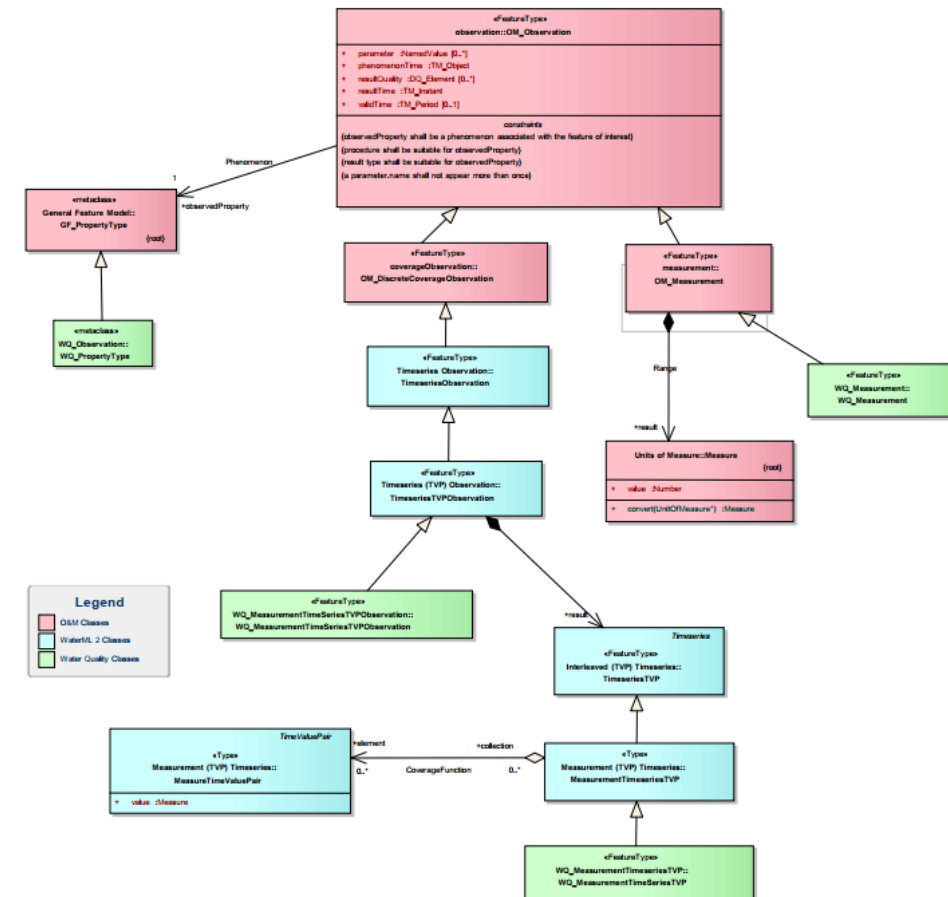 «FeatureType»
observation::OM_Observation
+ parameter :NamedValue [0..*]
+ phenomenonTime :TM_Object
+ resultQuality :DQ_Element [0..*]
+ resultTime :TM_Instant
+ validTime :TM_Period [0..1]
constraints
{observedProperty shall be a phenomenon associated with the feature of interest}
{procedure shall be suitable for observedProperty}
{result type shall be suitable for observedProperty}
{a parameter.name shall not appear more than once}
Phenomenon
1
+observedProperty
«metaclass»
General Feature Model::
GF_PropertyType
{root}
«FeatureType»
coverageObservation::
OM_DiscreteCoverageObservation
«FeatureType»
measurement::
OM_Measurement
«metaclass»
WQ_Observation::
WQ_PropertyType
«FeatureType»
Timeseries Observation::
TimeseriesObservation
Range
«FeatureType»
WQ_Measurement::
WQ_Measurement
+result
Units of Measure::Measure
{root}
+ value :Number
+ convert(UnitOfMeasure*) :Measure
«FeatureType»
Timeseries (TVP) Observation::
TimeseriesTVPObservation
Legend
O&M Classes
WaterML 2 Classes
Water Quality Classes
«FeatureType»
WQ_MeasurementTimeSeriesTVPObservation::
WQ_MeasurementTimeSeriesTVPObservation
+result
Timeseries
«FeatureType»
Interleaved (TVP) Timeseries::
TimeseriesTVP
TimeValuePair
«Type»
Measurement (TVP) Timeseries::
MeasureTimeValuePair
+ value :Measure
+element
0..*
CoverageFunction
+collection
0..*
«Type»
Measurement (TVP) Timeseries::
MeasurementTimeseriesTVP
«FeatureType»
WQ_MeasurementTimeseriesTVP::
WQ_MeasurementTimeSeriesTVP